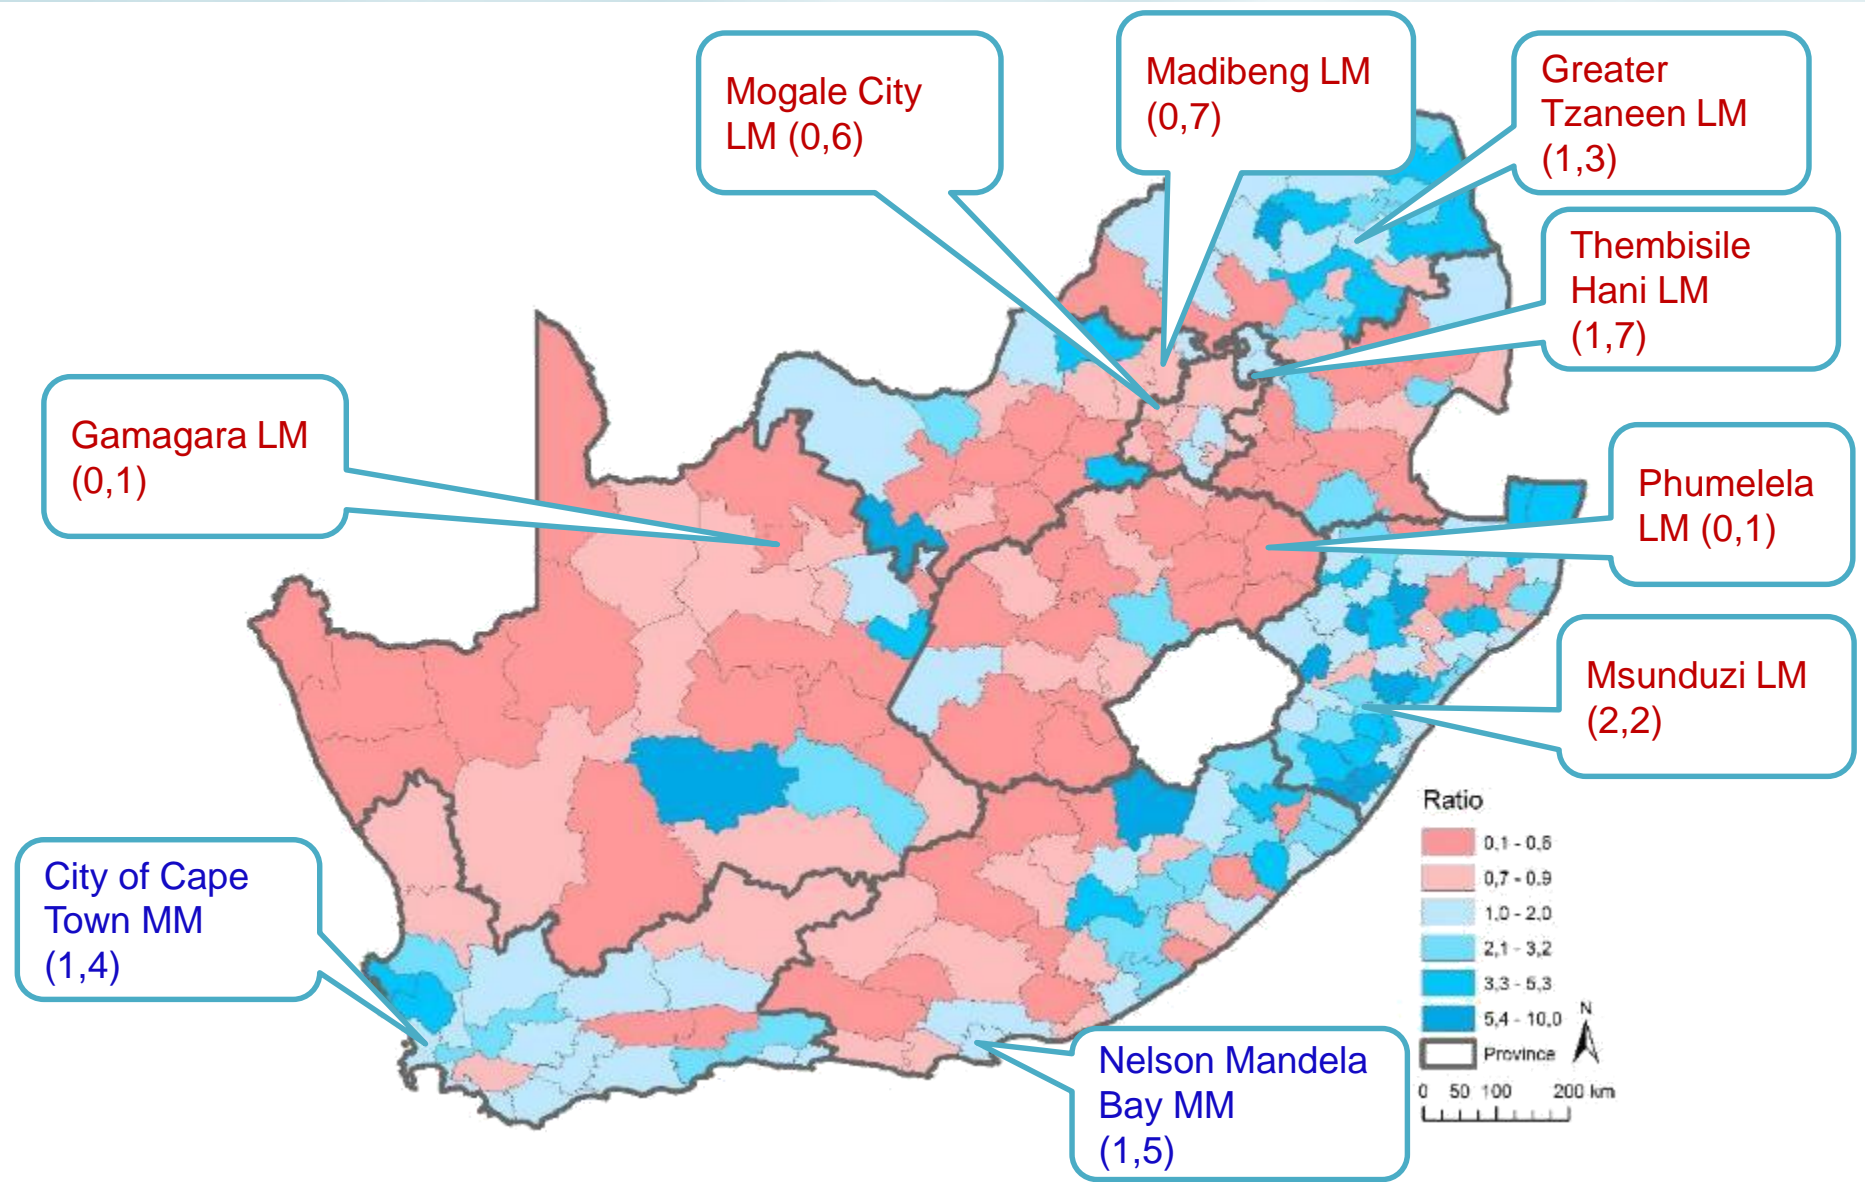 Mogale City
LM (0,6)
Madibeng LM
(0,7)
Greater
Tzaneen LM
(1,3)
Thembisile
Hani LM
(1,7)
Gamagara LM
(0,1)
Phumelela
LM (0,1)
Msunduzi LM
(2,2)
City of Cape
Town MM
(1,4)
Nelson Mandela
Bay MM
(1,5)
Ratio
0,1 - 0,6
0,7 - 0,9
1,0 - 2,0
2,1 - 3,2
3,3 - 5,3
5,4 - 10,0
Province
N
0 50 100 200 km